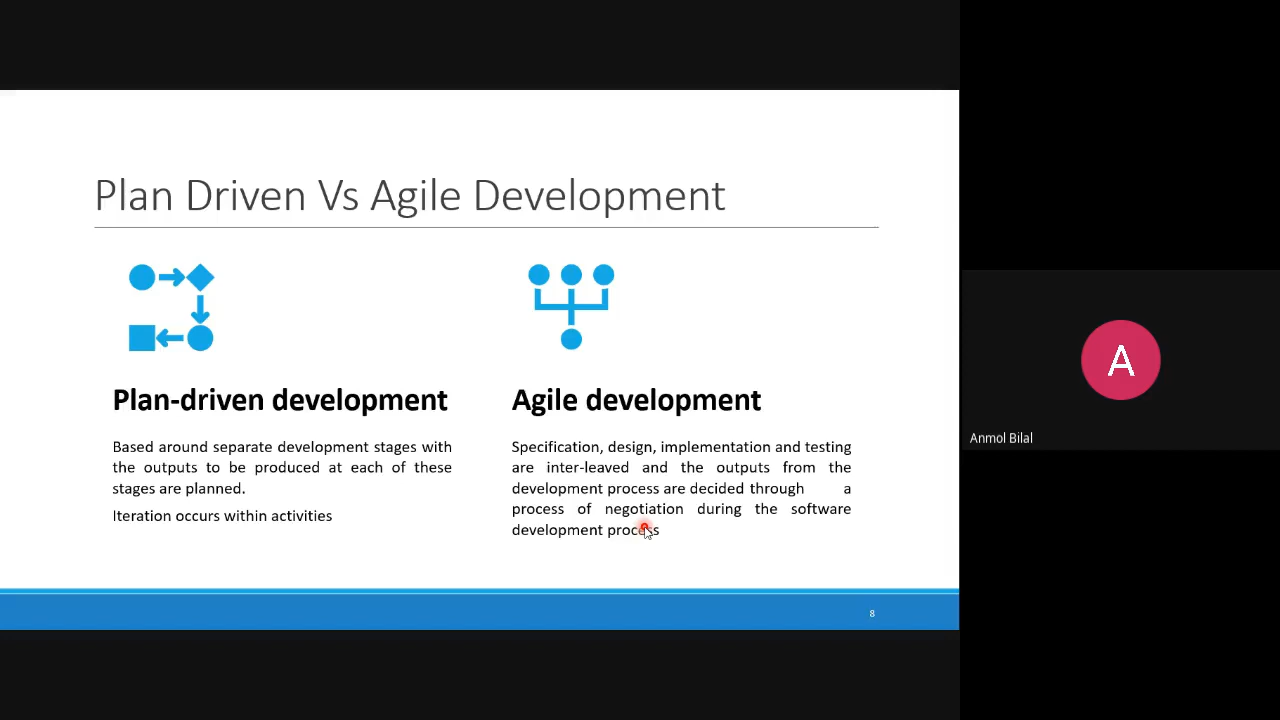 Plan Driven Vs Agile Development
Plan-driven development
Based around separate development stages with
the outputs to be produced at each of these
stages are planned.
Iteration occurs within activities
Agile development
Specification, design, implementation and testing
are inter-leaved and the outputs from the
development process are decided through a
process of negotiation during the software
development process
8
A
Anmol Bilal